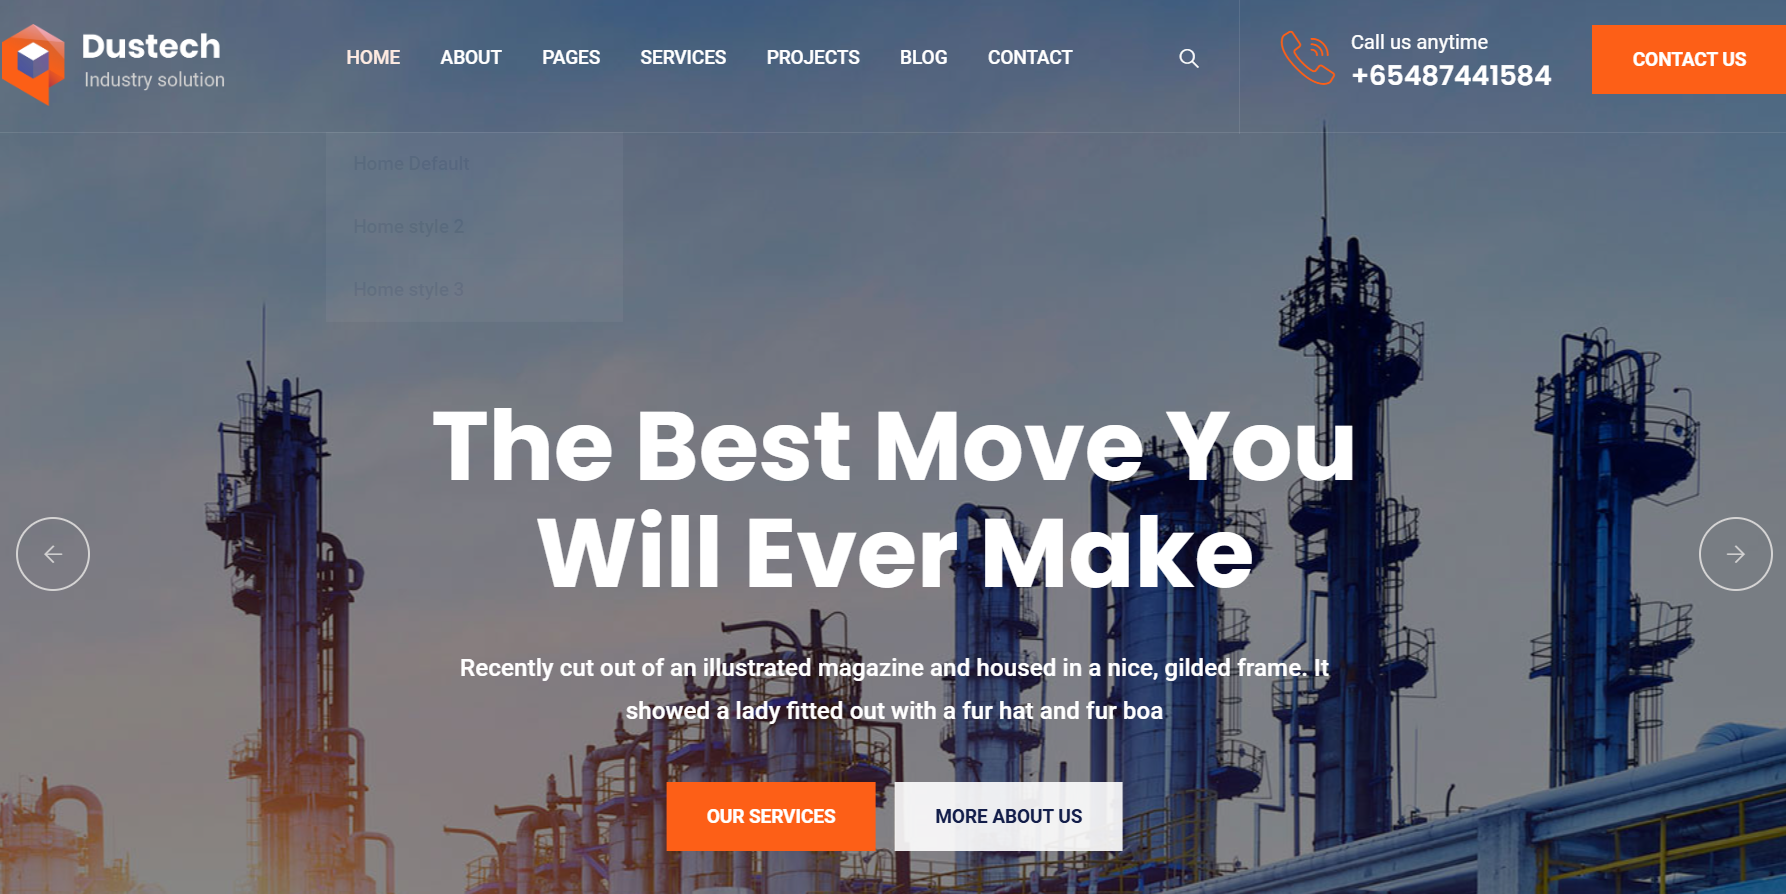 Dustech
Industry solution
HOME ABOUT PAGES SERVICES PROJECTS BLOG CONTACT
Call us anytime
+65487441584
CONTACT US
Home Default
Home style 2
Home style 3
The Best Move You
Will Ever Make
Recently cut out of an illustrated magazine and housed in a nice, gilded frame. It
showed a lady fitted out with a fur hat and fur boa
OUR SERVICES
MORE ABOUT US